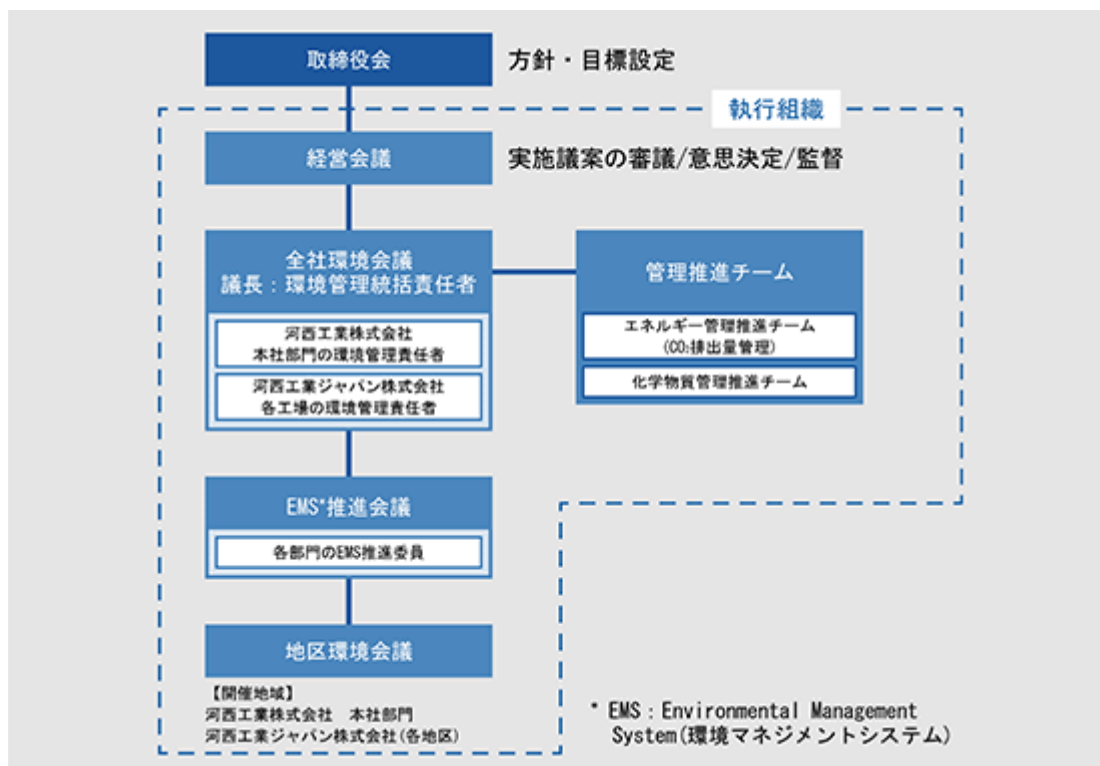 取締役会
方針・目標設定
執行組織
経営会議
実施議案の審議/意思決定/監督
全社環境会議
議長：環境管理統括責任者
河西工業株式会社
本社部門の環境管理責任者
河西工業ジャパン株式会社
各工場の環境管理責任者
管理推進チーム
エネルギー管理推進チーム
(CO₂排出量管理)
化学物質管理推進チーム
EMS*推進会議
各部門のEMS推進委員
地区環境会議
【開催地域】
河西工業株式会社　本社部門
河西工業ジャパン株式会社(各地区)
* EMS：Environmental Management
System(環境マネジメントシステム)